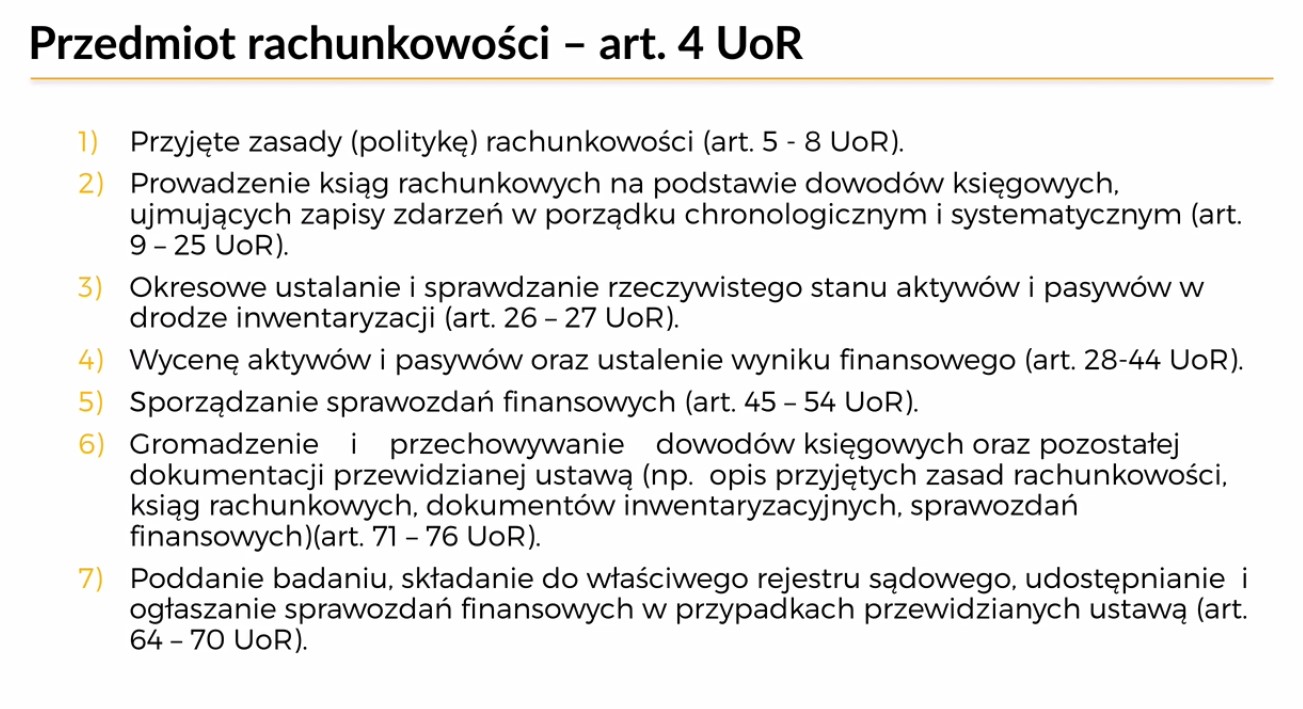 Przedmiot rachunkowości – art. 4 UoR
1) Przyjęte zasady (politykę) rachunkowości (art. 5 - 8 UoR).
2) Prowadzenie ksiąg rachunkowych na podstawie dowodów księgowych,
ujmujących zapisy zdarzeń w porządku chronologicznym i systematycznym (art.
9 – 25 UoR).
3) Okresowe ustalanie i sprawdzanie rzeczywistego stanu aktywów i pasywów w
drodze inwentaryzacji (art. 26 – 27 UoR).
4) Wycenę aktywów i pasywów oraz ustalenie wyniku finansowego (art. 28-44 UoR).
5) Sporządzanie sprawozdań finansowych (art. 45 – 54 UoR).
6) Gromadzenie i przechowywanie dowodów księgowych oraz pozostałej
dokumentacji przewidzianej ustawą (np. opis przyjętych zasad rachunkowości,
ksiąg rachunkowych, dokumentów inwentaryzacyjnych, sprawozdań
finansowych)(art. 71 – 76 UoR).
7) Poddanie badaniu, składanie do właściwego rejestru sądowego, udostępnianie i
ogłaszanie sprawozdań finansowych w przypadkach przewidzianych ustawą (art.
64 – 70 UoR).